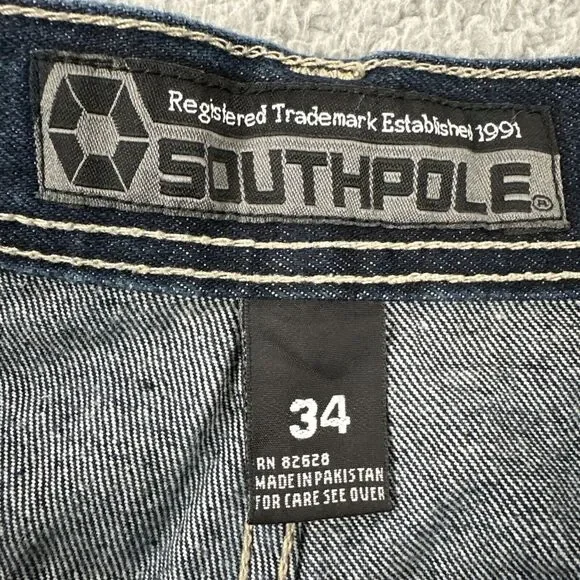 Registered Trademark Established 1991
SOUTHPOLE®
34
RN 82628
MADE IN PAKISTAN
FOR CARE SEE OVER